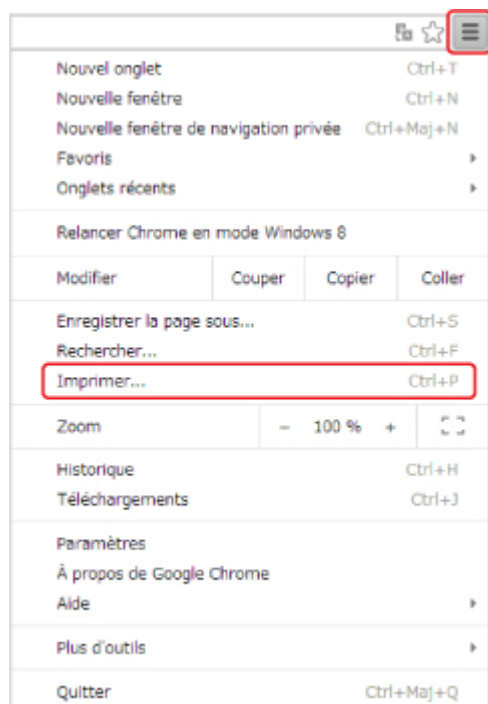 Nouvel onglet Ctrl+T
Nouvelle fenêtre Ctrl+N
Nouvelle fenêtre de navigation privée Ctrl+Maj+N
Favoris
Onglets récents
Relancer Chrome en mode Windows 8
Modifier Couper Copier Coller
Enregistrer la page sous... Ctrl+S
Rechercher... Ctrl+F
Imprimer... Ctrl+P
Zoom - 100 % +
Historique Ctrl+H
Téléchargements Ctrl+J
Paramètres
À propos de Google Chrome
Aide
Plus d'outils
Quitter Ctrl+Maj+Q